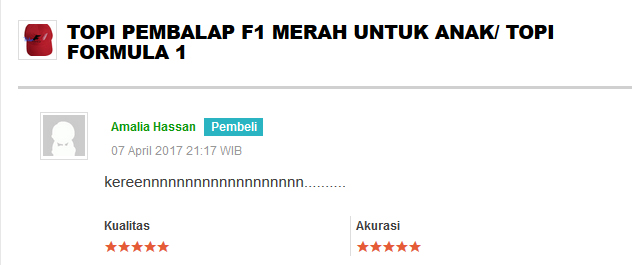 TOPI PEMBALAP F1 MERAH UNTUK ANAK/ TOPI
FORMULA 1
Amalia Hassan Pembeli
07 April 2017 21:17 WIB
kereennnnnnnnnnnnnnnnnnn..........
Kualitas Akurasi